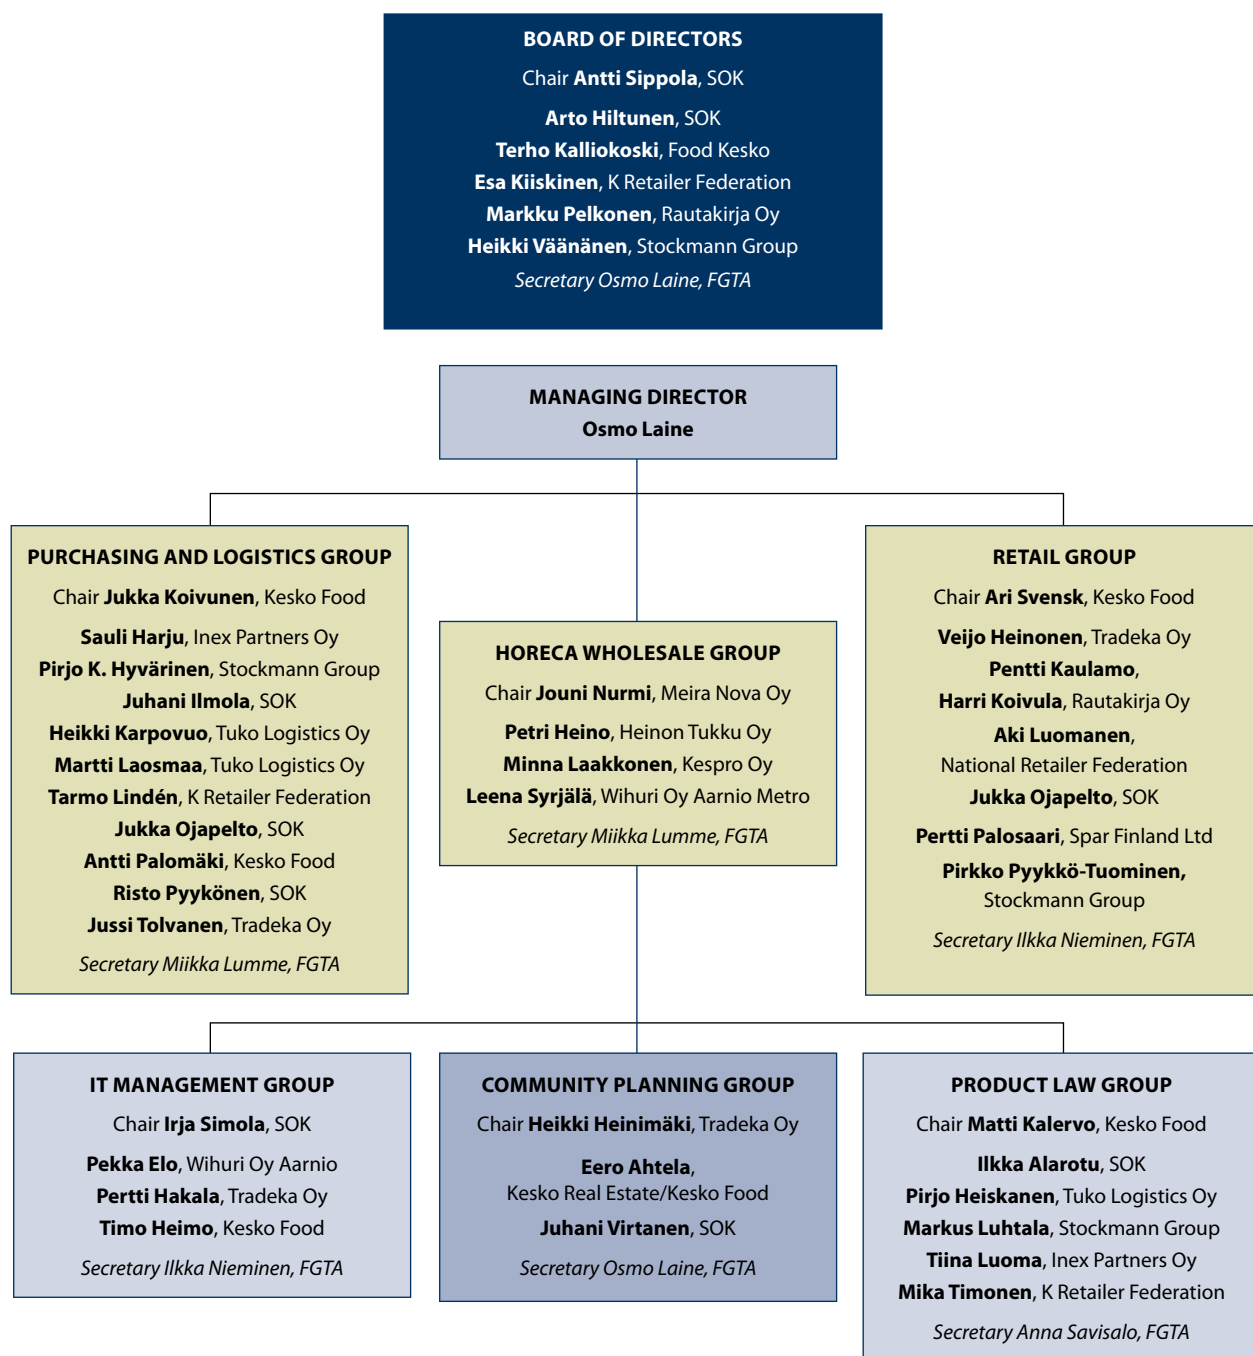 BOARD OF DIRECTORS
Chair Antti Sippola, SOK
Arto Hiltunen, SOK
Terho Kalliokoski, Food Kesko
Esa Kiiskinen, K Retailer Federation
Markku Pelkonen, Rautakirja Oy
Heikki Väänänen, Stockmann Group
Secretary Osmo Laine, FGTA
MANAGING DIRECTOR
Osmo Laine
PURCHASING AND LOGISTICS GROUP
Chair Jukka Koivunen, Kesko Food
Sauli Harju, Inex Partners Oy
Pirjo K. Hyvärinen, Stockmann Group
Juhani Ilmola, SOK
Heikki Karpovuo, Tuko Logistics Oy
Martti Laosmaa, Tuko Logistics Oy
Tarmo Lindén, K Retailer Federation
Jukka Ojapelto, SOK
Antti Palomäki, Kesko Food
Risto Pyykönen, SOK
Jussi Tolvanen, Tradeka Oy
Secretary Miikka Lumme, FGTA
HORECA WHOLESALE GROUP
Chair Jouni Nurmi, Meira Nova Oy
Petri Heino, Heinon Tukku Oy
Minna Laakkonen, Kespro Oy
Leena Syrjälä, Wihuri Oy Aarnio Metro
Secretary Miikka Lumme, FGTA
RETAIL GROUP
Chair Ari Svensk, Kesko Food
Veijo Heinonen, Tradeka Oy
Pentti Kaulamo,
Harri Koivula, Rautakirja Oy
Aki Luomanen,
National Retailer Federation
Jukka Ojapelto, SOK
Pertti Palosaari, Spar Finland Ltd
Pirkko Pyykkö-Tuominen,
Stockmann Group
Secretary Ilkka Nieminen, FGTA
IT MANAGEMENT GROUP
Chair Irja Simola, SOK
Pekka Elo, Wihuri Oy Aarnio
Pertti Hakala, Tradeka Oy
Timo Heimo, Kesko Food
Secretary Ilkka Nieminen, FGTA
COMMUNITY PLANNING GROUP
Chair Heikki Heinimäki, Tradeka Oy
Eero Ahtela,
Kesko Real Estate/Kesko Food
Juhani Virtanen, SOK
Secretary Osmo Laine, FGTA
PRODUCT LAW GROUP
Chair Matti Kalervo, Kesko Food
Ilkka Alarotu, SOK
Pirjo Heiskanen, Tuko Logistics Oy
Markus Luhtala, Stockmann Group
Tiina Luoma, Inex Partners Oy
Mika Timonen, K Retailer Federation
Secretary Anna Savisalo, FGTA